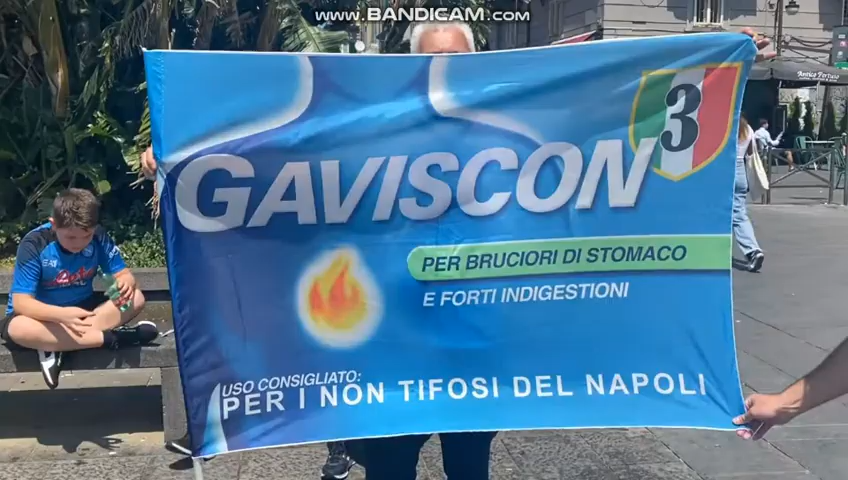 www.BANDICAM.com
GAVISCON
3
PER BRUCIORI DI STOMACO
E FORTI INDIGESTIONI
USO CONSIGLIATO:
PER I NON TIFOSI DEL NAPOLI